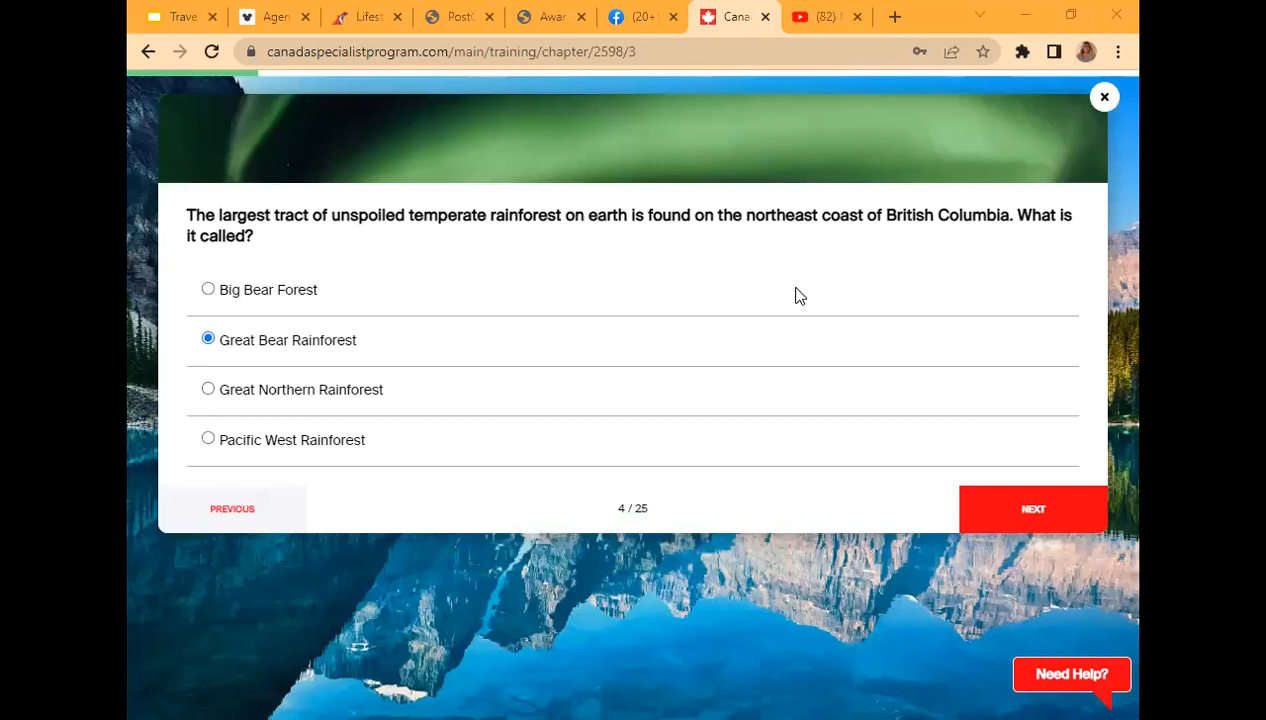 Trave
Agen
Lifest
Post
Awar
(20+
Cana
(82)
canadaspecialistprogram.com/main/training/chapter/2598/3
The largest tract of unspoiled temperate rainforest on earth is found on the northeast coast of British Columbia. What is
it called?
Big Bear Forest
Great Bear Rainforest
Great Northern Rainforest
Pacific West Rainforest
PREVIOUS
4 / 25
NEXT
Need Help?